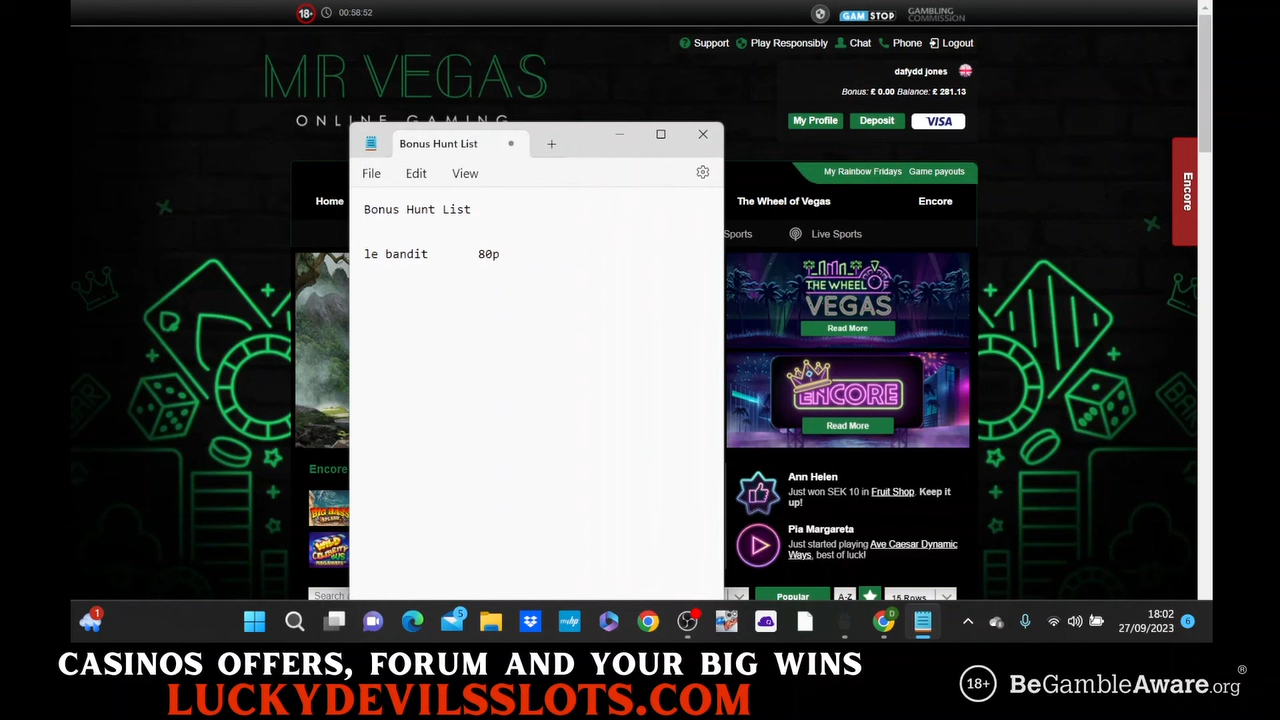 18+ 00:58:52 GAMSTOP GAMBLING COMMISSION
Support Play Responsibly Chat Phone Logout
MR VEGAS
ONLINE GAMING
dafydd jones
Bonus: £ 0.00 Balance: £ 281.13
My Profile Deposit VISA
Bonus Hunt List
File Edit View
Bonus Hunt List
le bandit 80p
My Rainbow Fridays Game payouts
Home The Wheel of Vegas Encore
Sports Live Sports
Encore
THE WHEEL OF
VEGAS
Read More
ENCORE
Read More
Encore
Ann Helen
Just won SEK 10 in Fruit Shop. Keep it
up!
Pia Margareta
Just started playing Ave Caesar Dynamic
Ways, best of luck!
Search
Popular A-Z 15 Rows
1 5 D 18:02
27/09/2023 6
CASINOS OFFERS, FORUM AND YOUR BIG WINS
LUCKYDEVILSSLOTS.COM
18+ BeGambleAware.org®